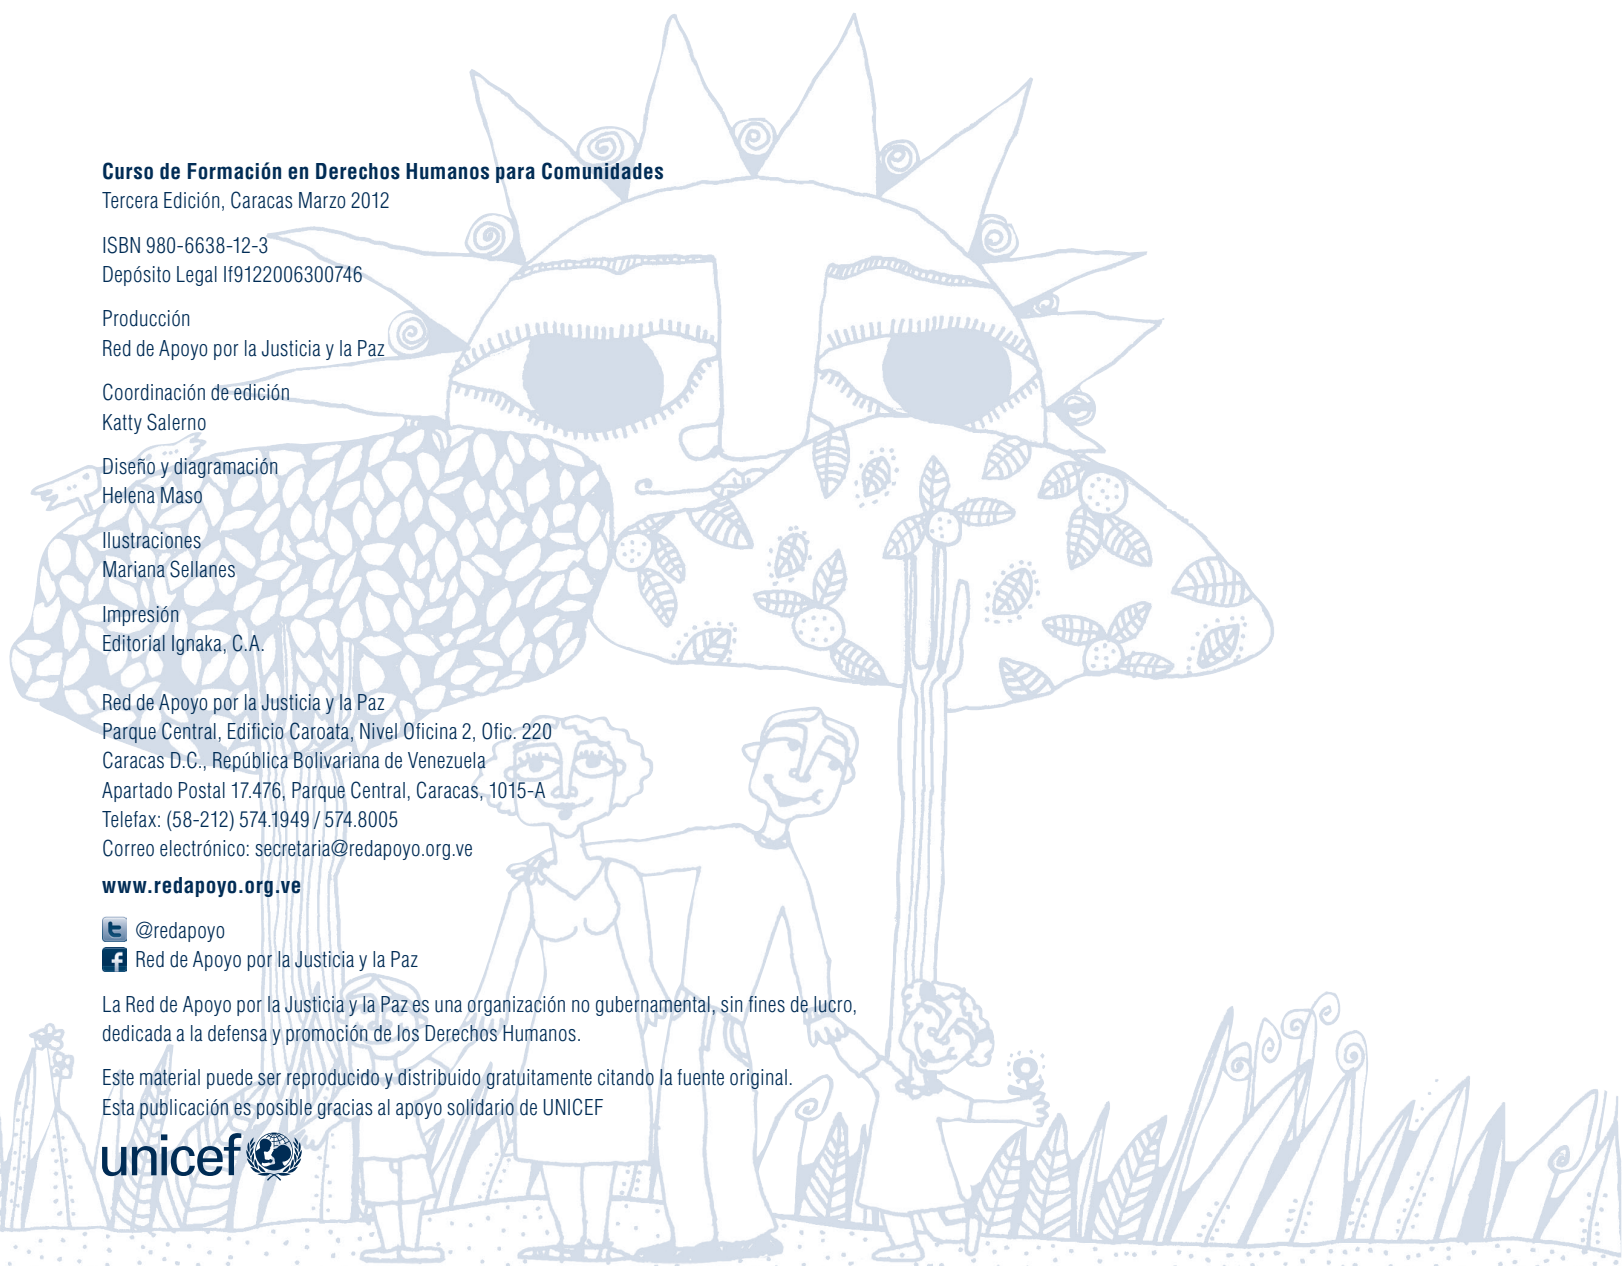 Curso de Formación en Derechos Humanos para Comunidades
Tercera Edición, Caracas Marzo 2012
ISBN 980-6638-12-3
Depósito Legal lf9122006300746
Producción
Red de Apoyo por la Justicia y la Paz
Coordinación de edición
Katty Salerno
Diseño y diagramación
Helena Maso
Ilustraciones
Mariana Sellanes
Impresión
Editorial Ignaka, C.A.
Red de Apoyo por la Justicia y la Paz
Parque Central, Edificio Caroata, Nivel Oficina 2, Ofic. 220
Caracas D.C., República Bolivariana de Venezuela
Apartado Postal 17.476, Parque Central, Caracas, 1015-A
Telefax: (58-212) 574.1949 / 574.8005
Correo electrónico: secretaria@redapoyo.org.ve
www.redapoyo.org.ve
@redapoyo
Red de Apoyo por la Justicia y la Paz
La Red de Apoyo por la Justicia y la Paz es una organización no gubernamental, sin fines de lucro,
dedicada a la defensa y promoción de los Derechos Humanos.
Este material puede ser reproducido y distribuido gratuitamente citando la fuente original.
Esta publicación es posible gracias al apoyo solidario de UNICEF
unicef